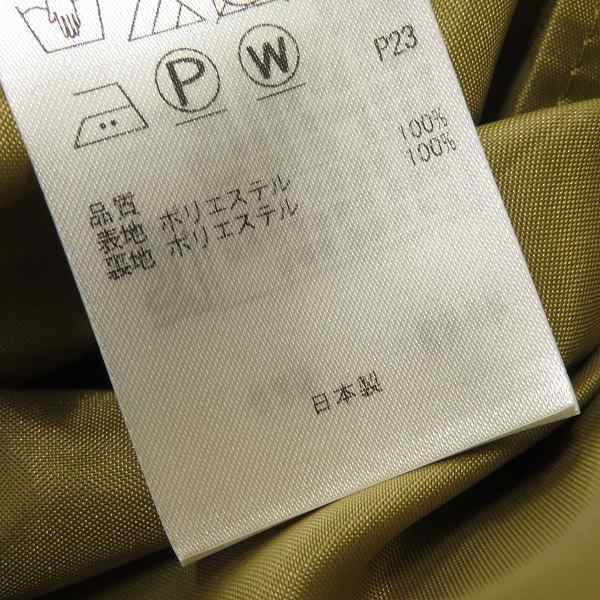 P W P23
品質
表地 ポリエステル 100%
裏地 ポリエステル 100%
日本製